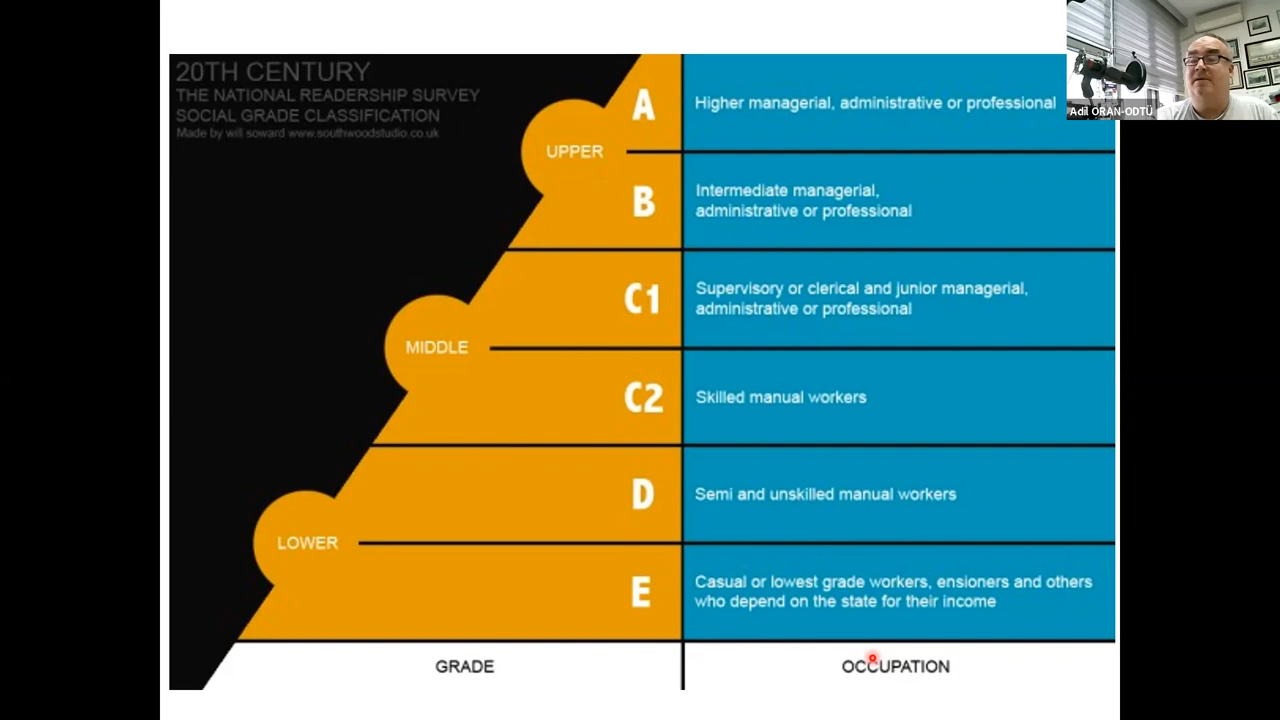 20TH CENTURY
THE NATIONAL READERSHIP SURVEY
SOCIAL GRADE CLASSIFICATION
Made by will soward www.southwoodstudio.co.uk
UPPER
A
Higher managerial, administrative or professional
B
Intermediate managerial,
administrative or professional
MIDDLE
C1
Supervisory or clerical and junior managerial,
administrative or professional
C2
Skilled manual workers
LOWER
D
Semi and unskilled manual workers
E
Casual or lowest grade workers, ensioners and others
who depend on the state for their income
GRADE
OCCUPATION
Adil ORAN-ODTÜ